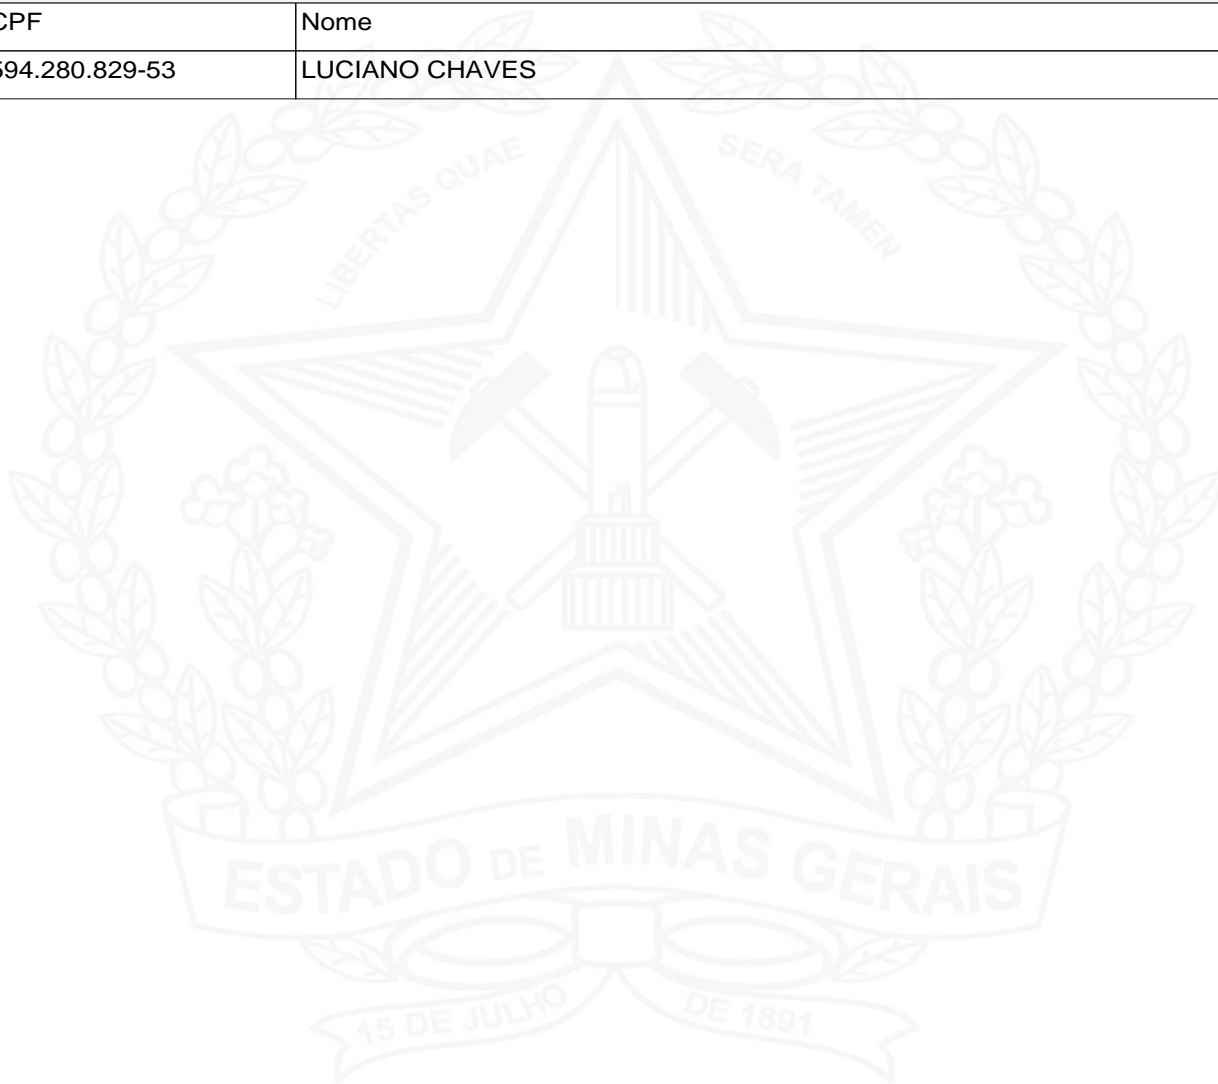 CPF Nome
594.280.829-53 LUCIANO CHAVES
LIBERTAS QUAE SERA TAMEN
ESTADO DE MINAS GERAIS
15 DE JULHO DE 1891